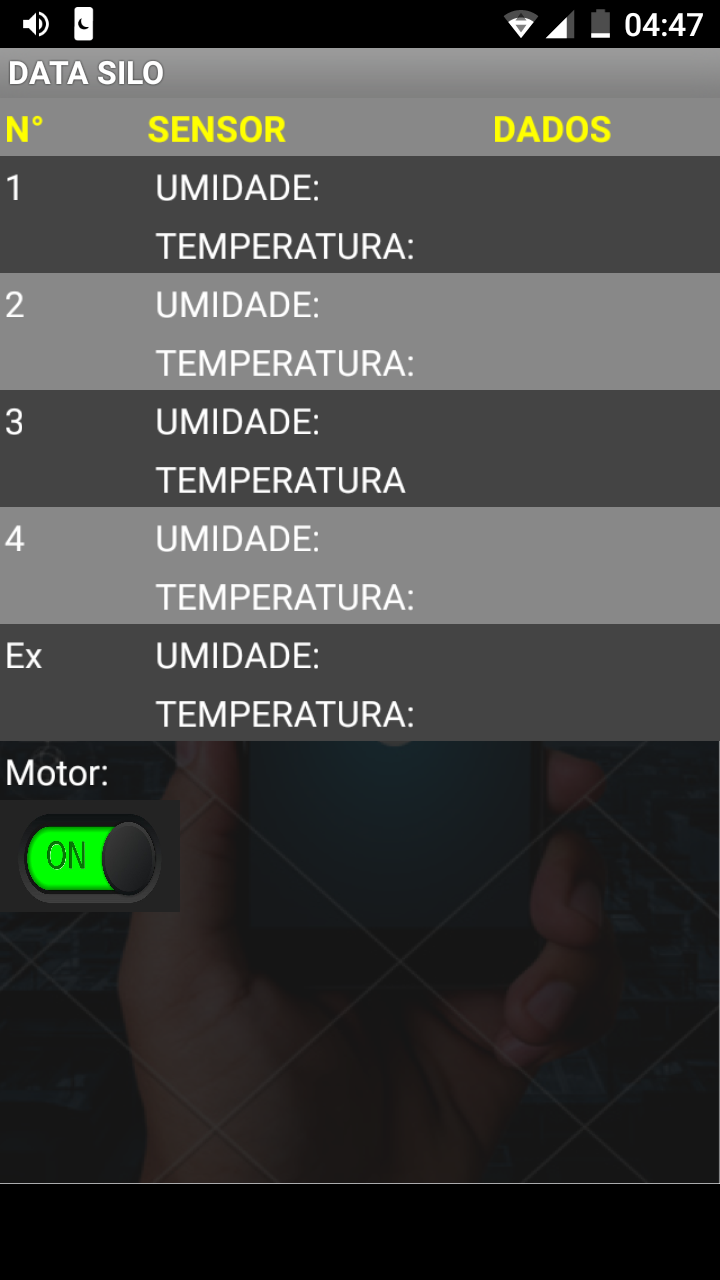 04:47
DATA SILO
N° SENSOR DADOS
1 UMIDADE:
TEMPERATURA:
2 UMIDADE:
TEMPERATURA:
3 UMIDADE:
TEMPERATURA
4 UMIDADE:
TEMPERATURA:
Ex UMIDADE:
TEMPERATURA:
Motor:
ON